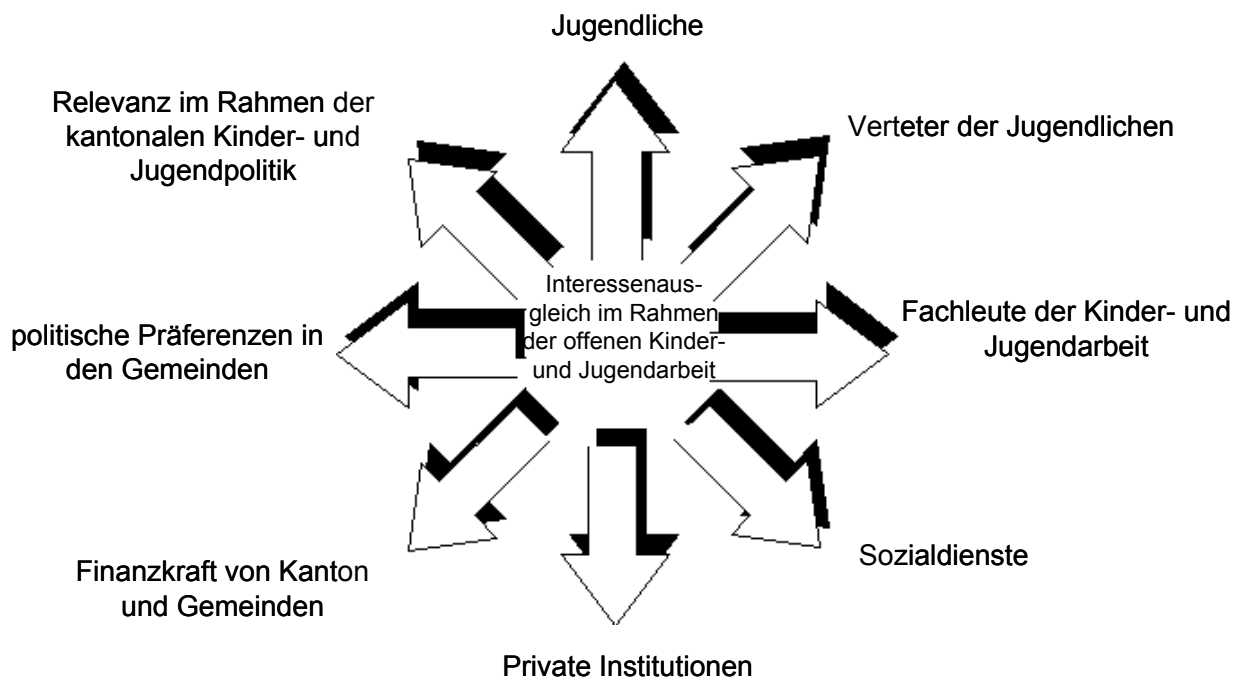 Jugendliche
Relevanz im Rahmen der
kantonalen Kinder- und
Jugendpolitik
Verteter der Jugendlichen
Interessenaus-
gleich im Rahmen
der offenen Kinder-
und Jugendarbeit
politische Präferenzen in
den Gemeinden
Fachleute der Kinder- und
Jugendarbeit
Finanzkraft von Kanton
und Gemeinden
Sozialdienste
Private Institutionen